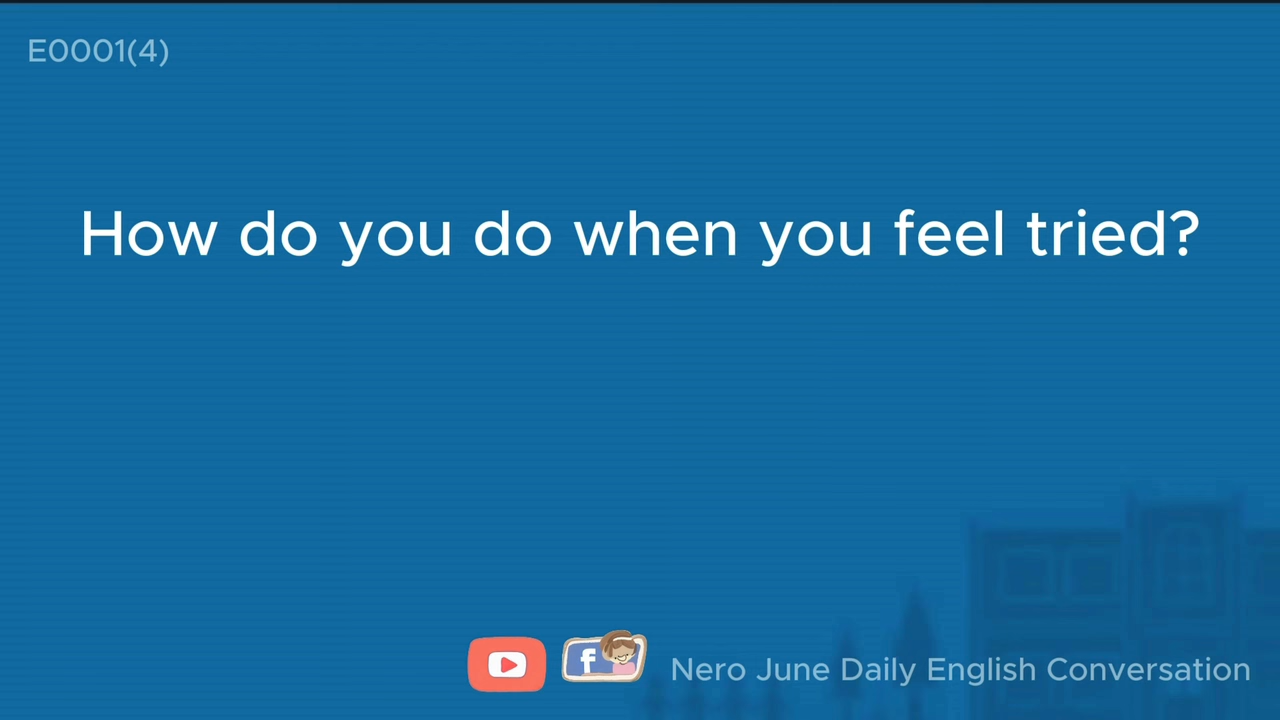 E0001(4)
How do you do when you feel tried?
f
Nero June Daily English Conversation